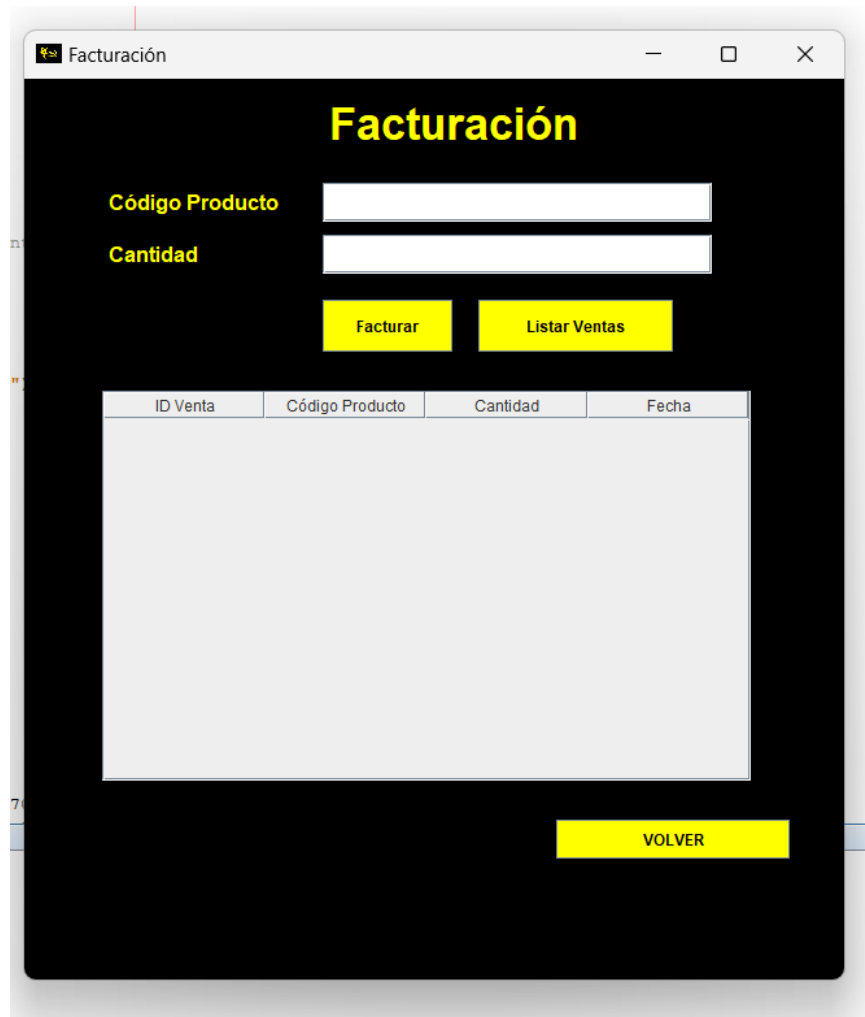 Facturación
Facturación
Código Producto
Cantidad
Facturar Listar Ventas
ID Venta Código Producto Cantidad Fecha
VOLVER